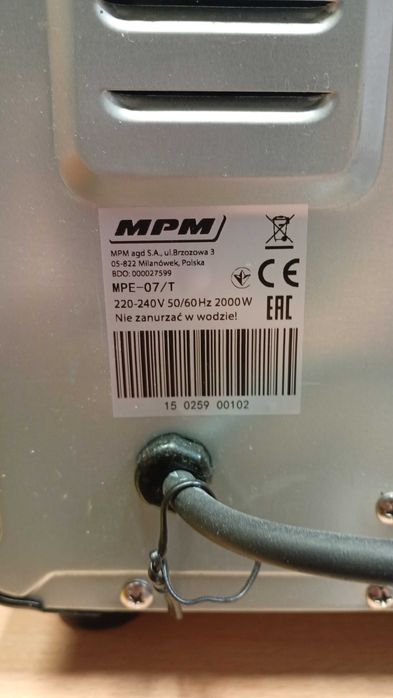 MPM
MPM agd S.A., ul.Brzozowa 3
05-822 Milanówek, Polska
BDO: 000027599
MPE-07/T
CE
220-240V 50/60Hz 2000W
EAC
Nie zanurzać w wodzie!
15 0259 00102